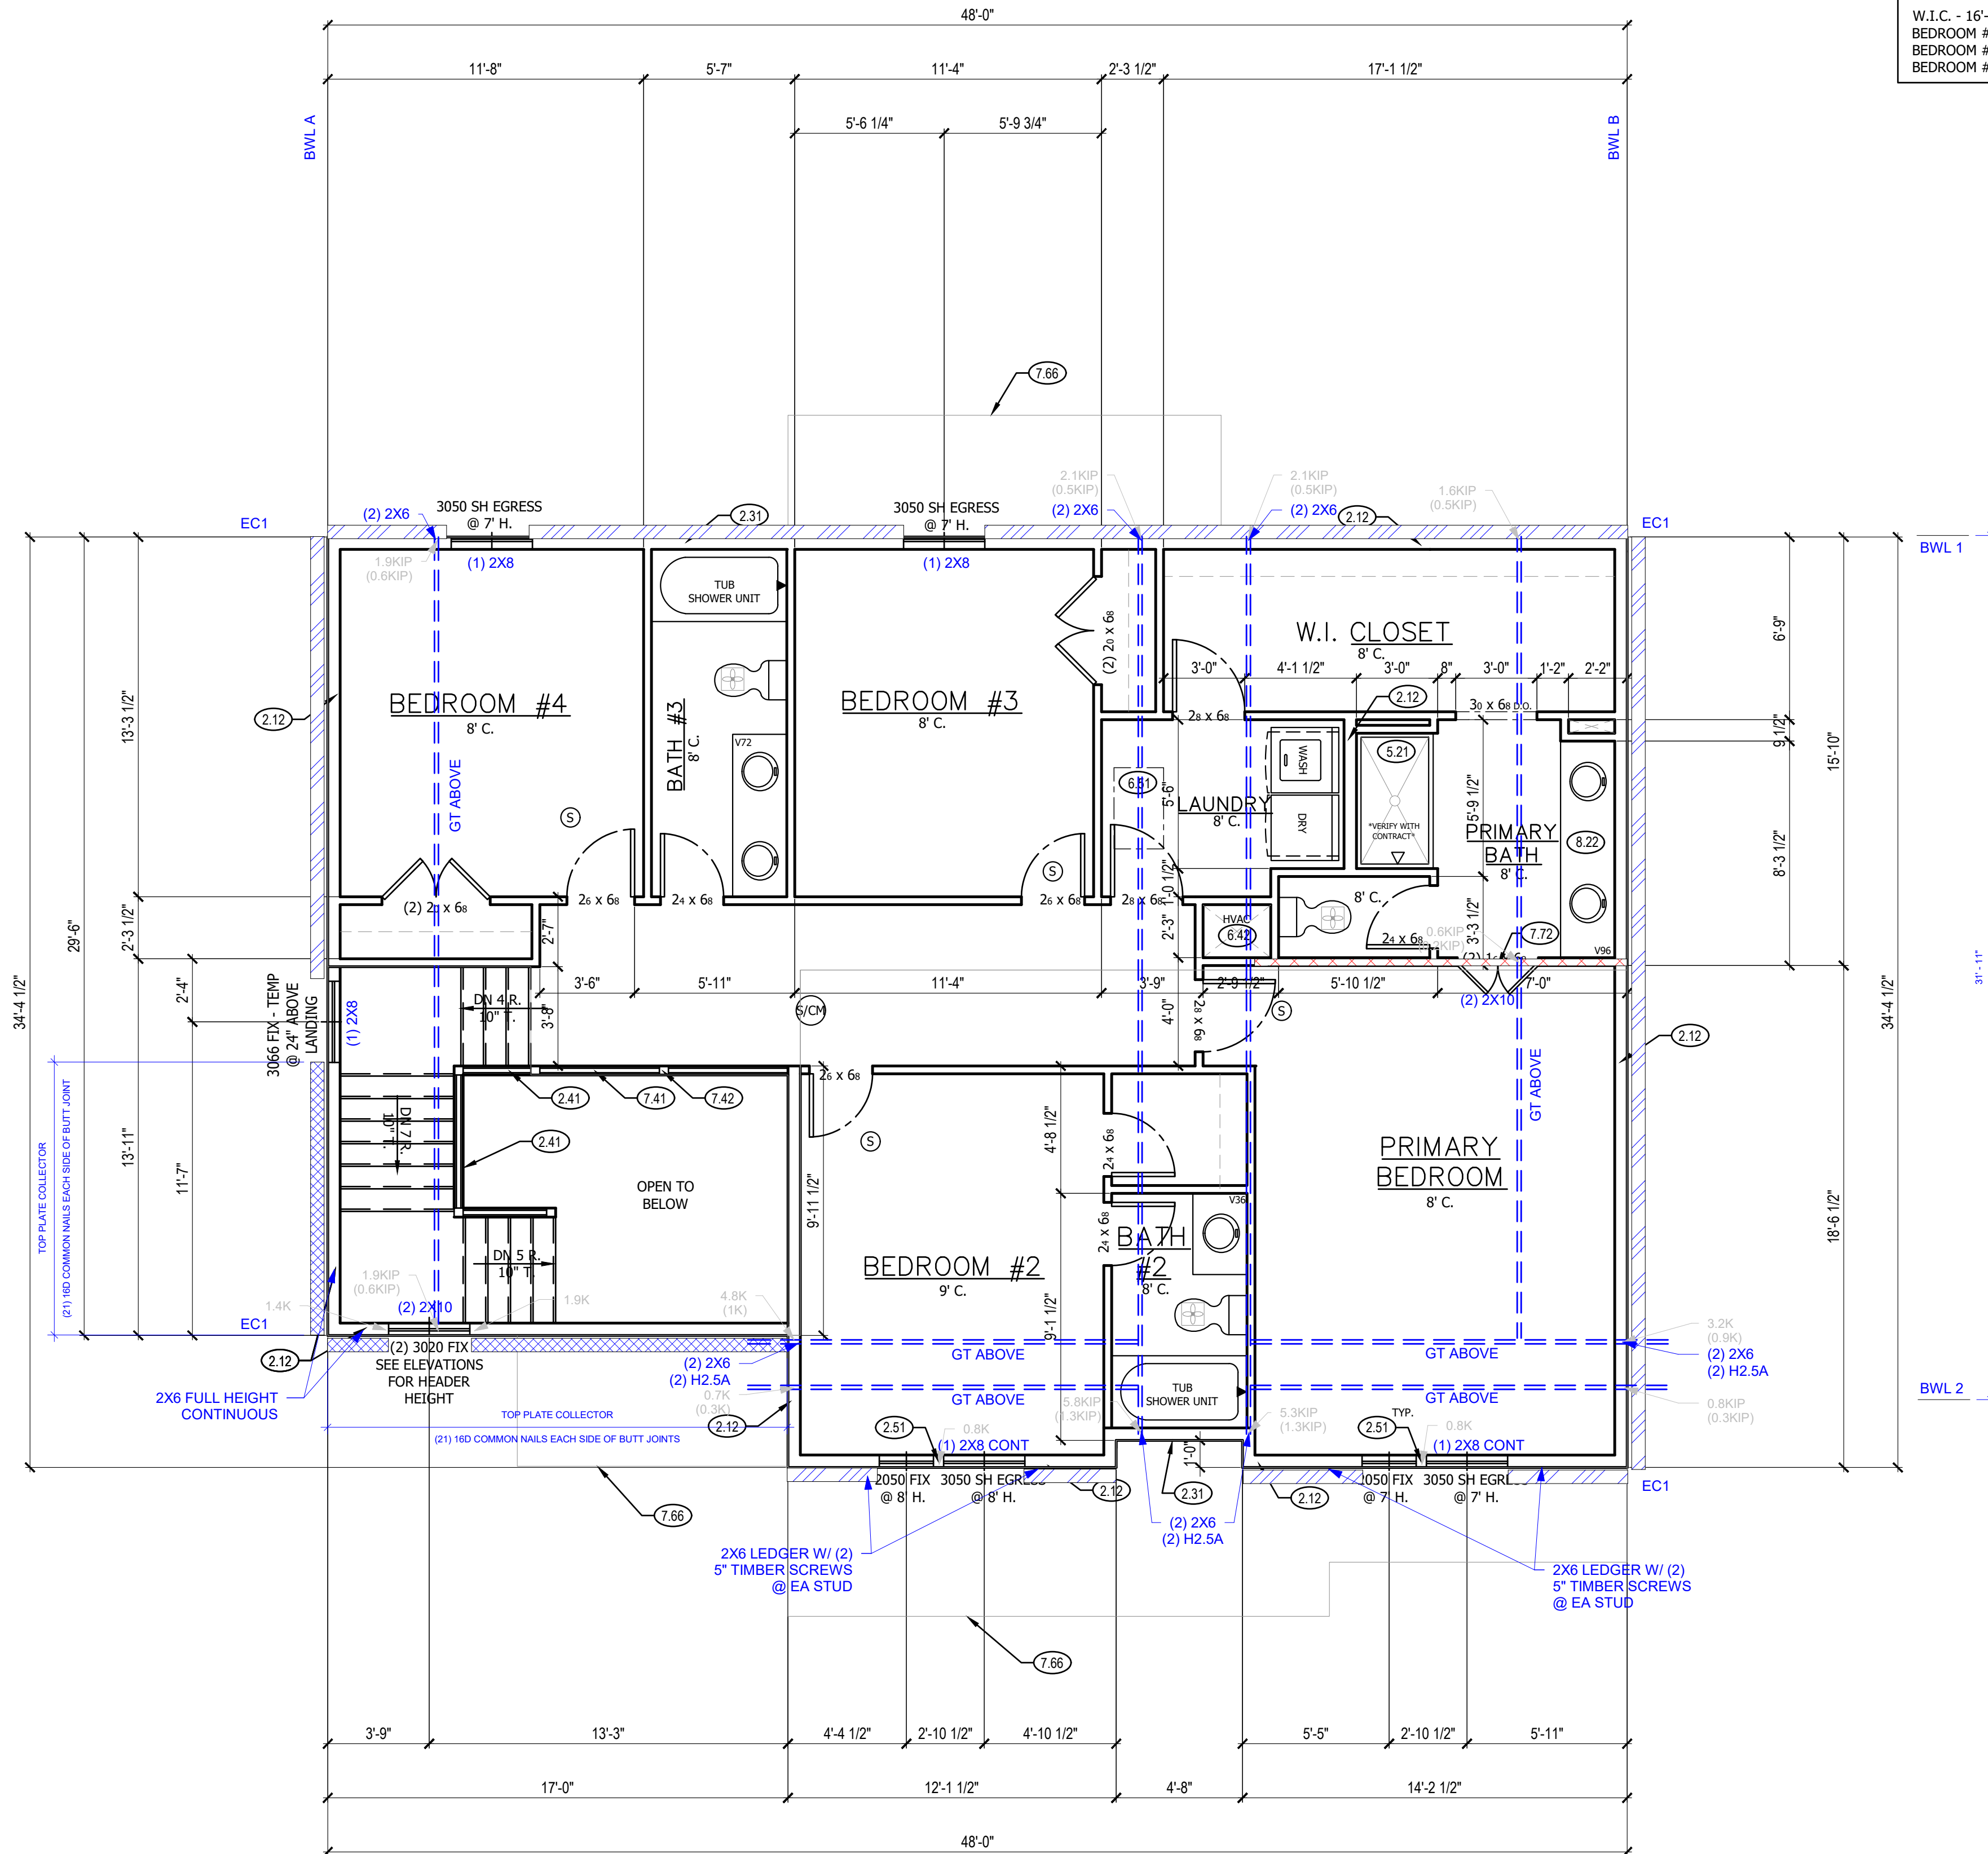 48'-0"
W.I.C. - 16'-
BEDROOM #
BEDROOM #
BEDROOM #
11'-8"
5'-7"
11'-4"
2'-3 1/2"
17'-1 1/2"
5'-6 1/4"
5'-9 3/4"
BWL A
BWL B
7.66
2.1KIP
(0.5KIP)
2.1KIP
(0.5KIP)
1.6KIP
(0.5KIP)
EC1
(2) 2X6
3050 SH EGRESS
@ 7' H.
2.31
3050 SH EGRESS
@ 7' H.
(2) 2X6
(2) 2X6
2.12
EC1
BWL 1
1.9KIP
(0.6KIP)
(1) 2X8
(1) 2X8
TUB
SHOWER UNIT
(2) 20 x 68
W.I. CLOSET
8' C.
6'-9"
3'-0"
4'-1 1/2"
3'-0"
8"
3'-0"
1'-2"
2'-2"
BEDROOM #4
8' C.
BATH #3
8' C.
BEDROOM #3
8' C.
2.12
2.12
28 x 68
30 x 68 D.O.
9 1/2"
15'-10"
13'-3 1/2"
V72
WASH
DRY
5.21
6.61
5'-6"
LAUNDRY
8' C.
*VERIFY WITH
CONTRACT*
5'-9 1/2"
PRIMARY
BATH
8' C.
8.22
8'-3 1/2"
GT ABOVE
S
S
(2) 20 x 68
26 x 68
24 x 68
26 x 68
28 x 68
1'-0 1/2"
2'-3"
HVAC
6.42
8' C.
24 x 68
3'-3 1/2"
0.6KIP
7.72
V96
29'-6"
34'-4 1/2"
2'-3 1/2"
2'-7"
2'-4"
3066 FIX - TEMP
@ 24" ABOVE
LANDING
(1) 2X8
DN 4 R.
10" T.
3'-8"
3'-6"
5'-11"
11'-4"
3'-9"
2'-9 1/2"
5'-10 1/2"
7'-0"
S/CM
4'-0"
28 x 68
S
(2) 2X10
34'-4 1/2"
31' - 11"
2.12
GT ABOVE
2.41
7.41
7.42
26 x 68
S
2.41
DN 7 R.
10" T.
13'-11"
11'-7"
TOP PLATE COLLECTOR
(21) 16D COMMON NAILS EACH SIDE OF BUTT JOINT
OPEN TO
BELOW
9'-11 1/2"
4'-8 1/2"
24 x 68
24 x 68
PRIMARY
BEDROOM
8' C.
18'-6 1/2"
V36
BATH
#2
8' C.
BEDROOM #2
9' C.
9'-1 1/2"
DN 5 R.
10" T.
1.9KIP
(0.6KIP)
1.4K
(2) 2X10
1.9K
4.8K
(1K)
EC1
2.12
(2) 3020 FIX
SEE ELEVATIONS
FOR HEADER
HEIGHT
(2) 2X6
(2) H2.5A
0.7K
(0.3K)
2.12
GT ABOVE
GT ABOVE
GT ABOVE
GT ABOVE
3.2K
(0.9K)
(2) 2X6
(2) H2.5A
0.8KIP
(0.3KIP)
BWL 2
2X6 FULL HEIGHT
CONTINUOUS
TOP PLATE COLLECTOR
(21) 16D COMMON NAILS EACH SIDE OF BUTT JOINTS
TUB
SHOWER UNIT
5.8KIP
(1.3KIP)
5.3KIP
(1.3KIP)
2.51
0.8K
(1) 2X8 CONT
TYP.
2.51
0.8K
(1) 2X8 CONT
1'-0"
2050 FIX
@ 8' H.
3050 SH EGRESS
@ 8' H.
2.12
2.31
2.12
2050 FIX
@ 7' H.
3050 SH EGRESS
@ 7' H.
EC1
7.66
(2) 2X6
(2) H2.5A
2X6 LEDGER W/ (2)
5" TIMBER SCREWS
@ EA STUD
2X6 LEDGER W/ (2)
5" TIMBER SCREWS
@ EA STUD
7.66
3'-9"
13'-3"
4'-4 1/2"
2'-10 1/2"
4'-10 1/2"
5'-5"
2'-10 1/2"
5'-11"
17'-0"
12'-1 1/2"
4'-8"
14'-2 1/2"
48'-0"